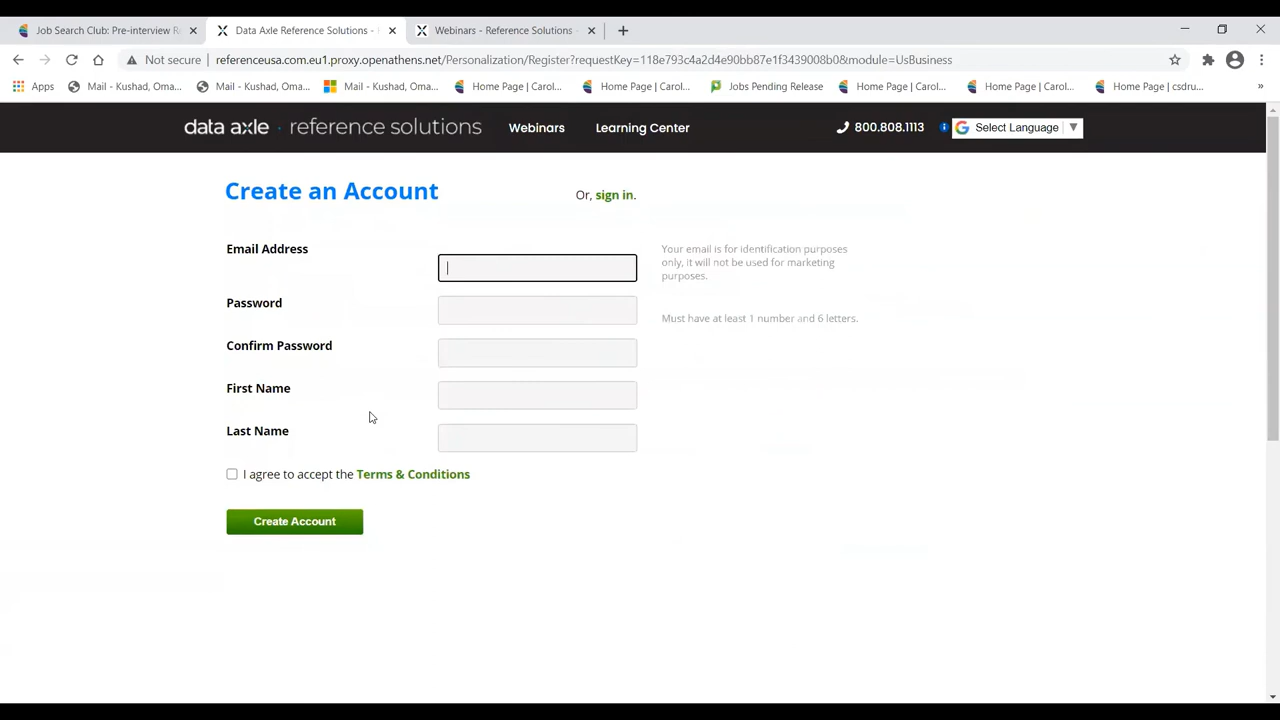 Job Search Club: Pre-interview R
Data Axle Reference Solutions -
Webinars - Reference Solutions -
Not secure
referenceusa.com.eu1.proxy.openathens.net/Personalization/Register?requestKey=118e793c4a2d4e90bb87e1f3439008b0&module=UsBusiness
Apps
Mail - Kushad, Oma...
Mail - Kushad, Oma...
Mail - Kushad, Oma...
Home Page | Carol...
Home Page | Carol...
Jobs Pending Release
Home Page | Carol...
Home Page | Carol...
Home Page | csdru...
»
data axle reference solutions
Webinars
Learning Center
800.808.1113
Select Language
Create an Account
Or, sign in.
Email Address
Your email is for identification purposes
only, it will not be used for marketing
purposes.
Password
Must have at least 1 number and 6 letters.
Confirm Password
First Name
Last Name
I agree to accept the Terms & Conditions
Create Account